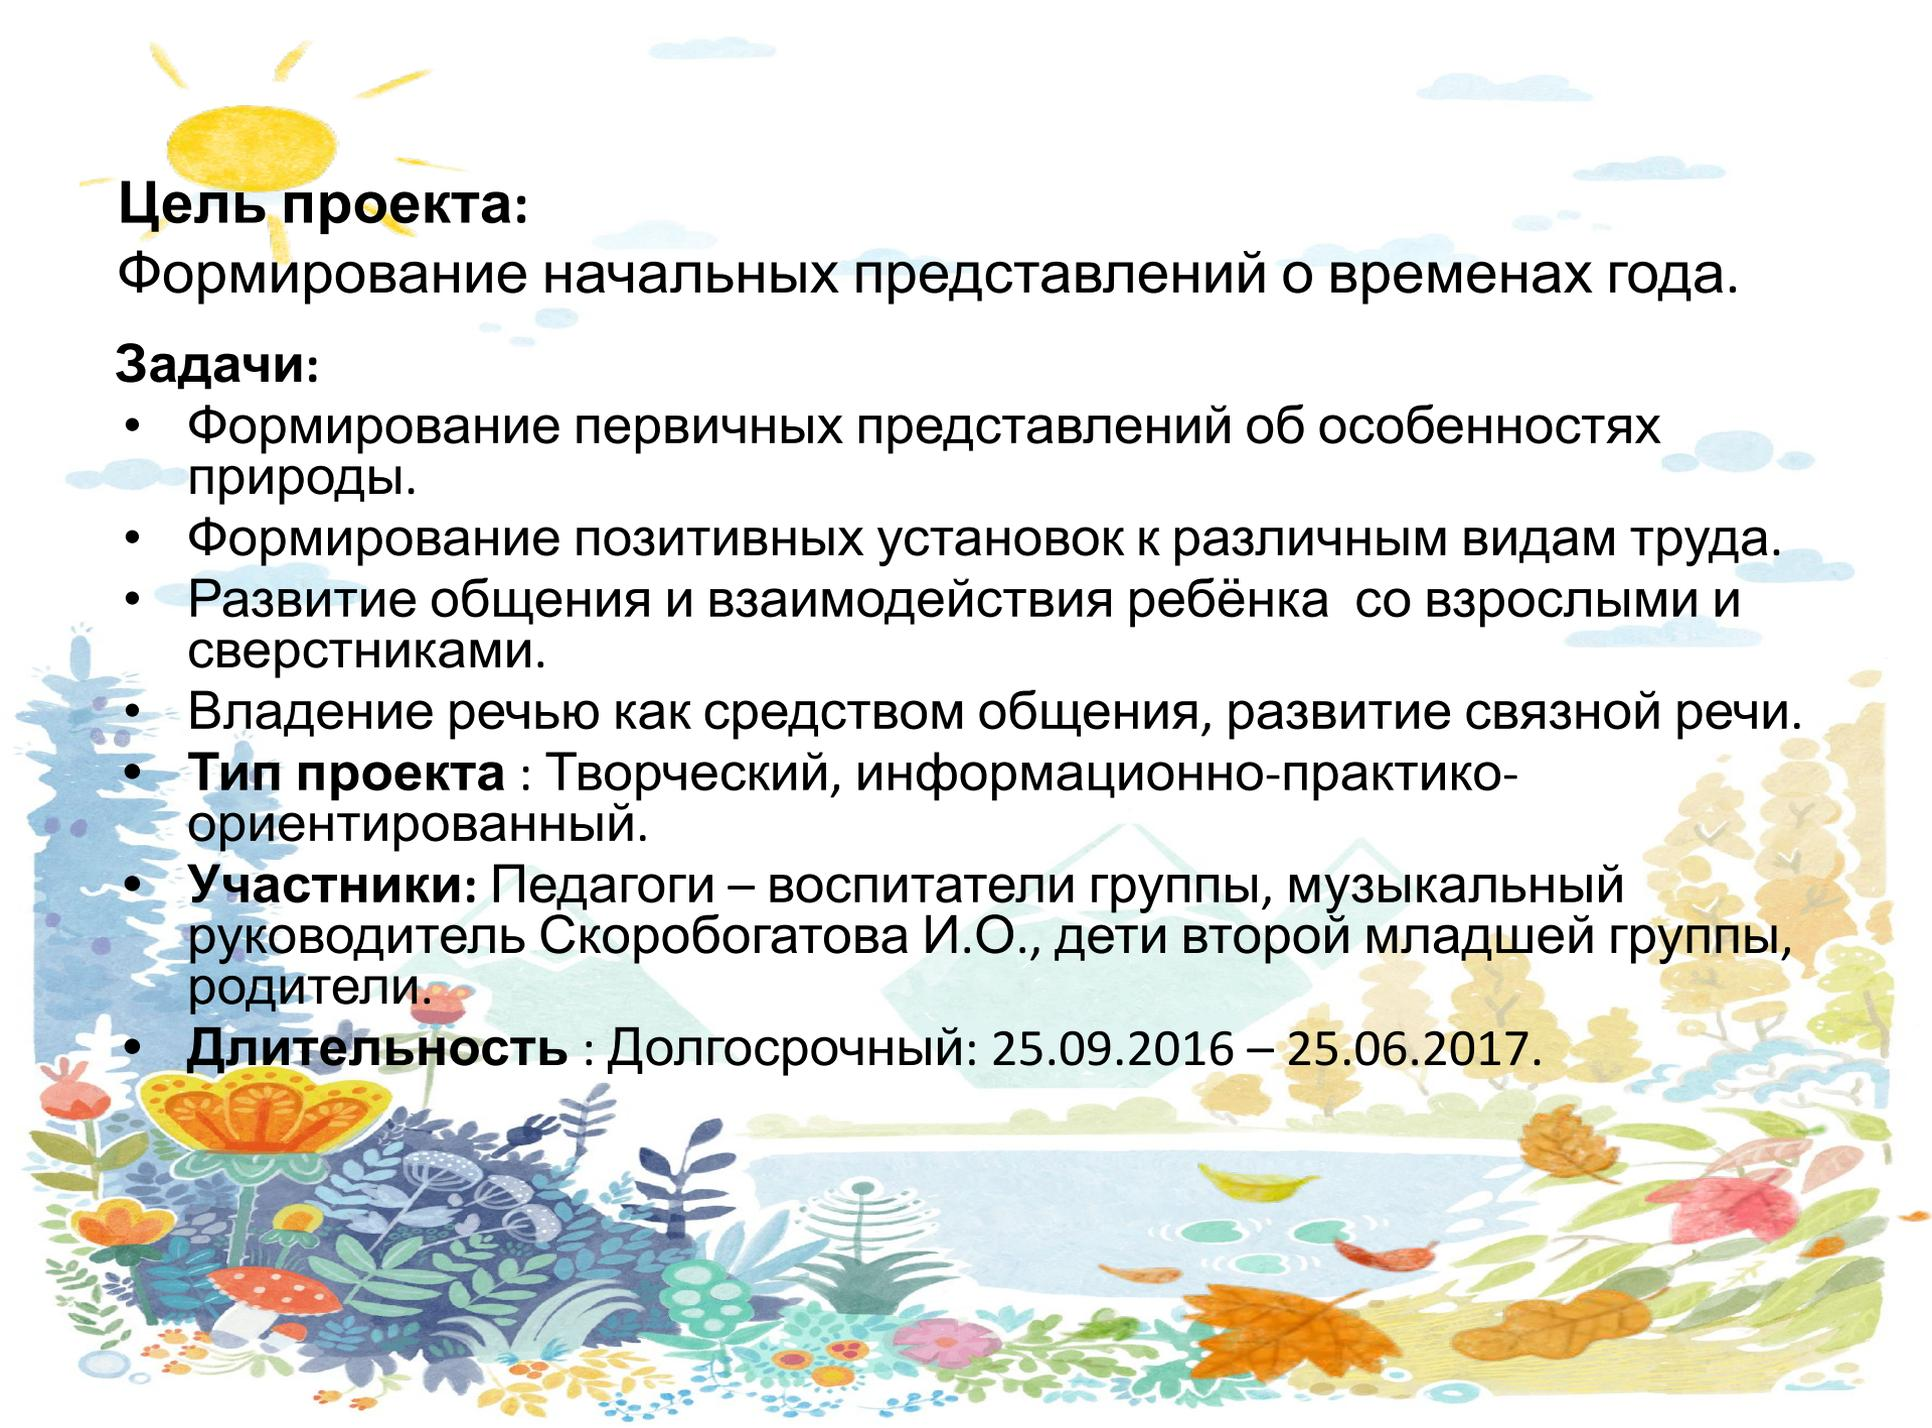 Цель проекта:
Формирование начальных представлений о временах года.
Задачи:
• Формирование первичных представлений об особенностях
природы.
• Формирование позитивных установок к различным видам труда.
• Развитие общения и взаимодействия ребёнка  со взрослыми и
сверстниками.
• Владение речью как средством общения, развитие связной речи.
• Тип проекта : Творческий, информационно-практико-
ориентированный.
• Участники: Педагоги – воспитатели группы, музыкальный
руководитель Скоробогатова И.О., дети второй младшей группы,
родители.
• Длительность : Долгосрочный: 25.09.2016 – 25.06.2017.